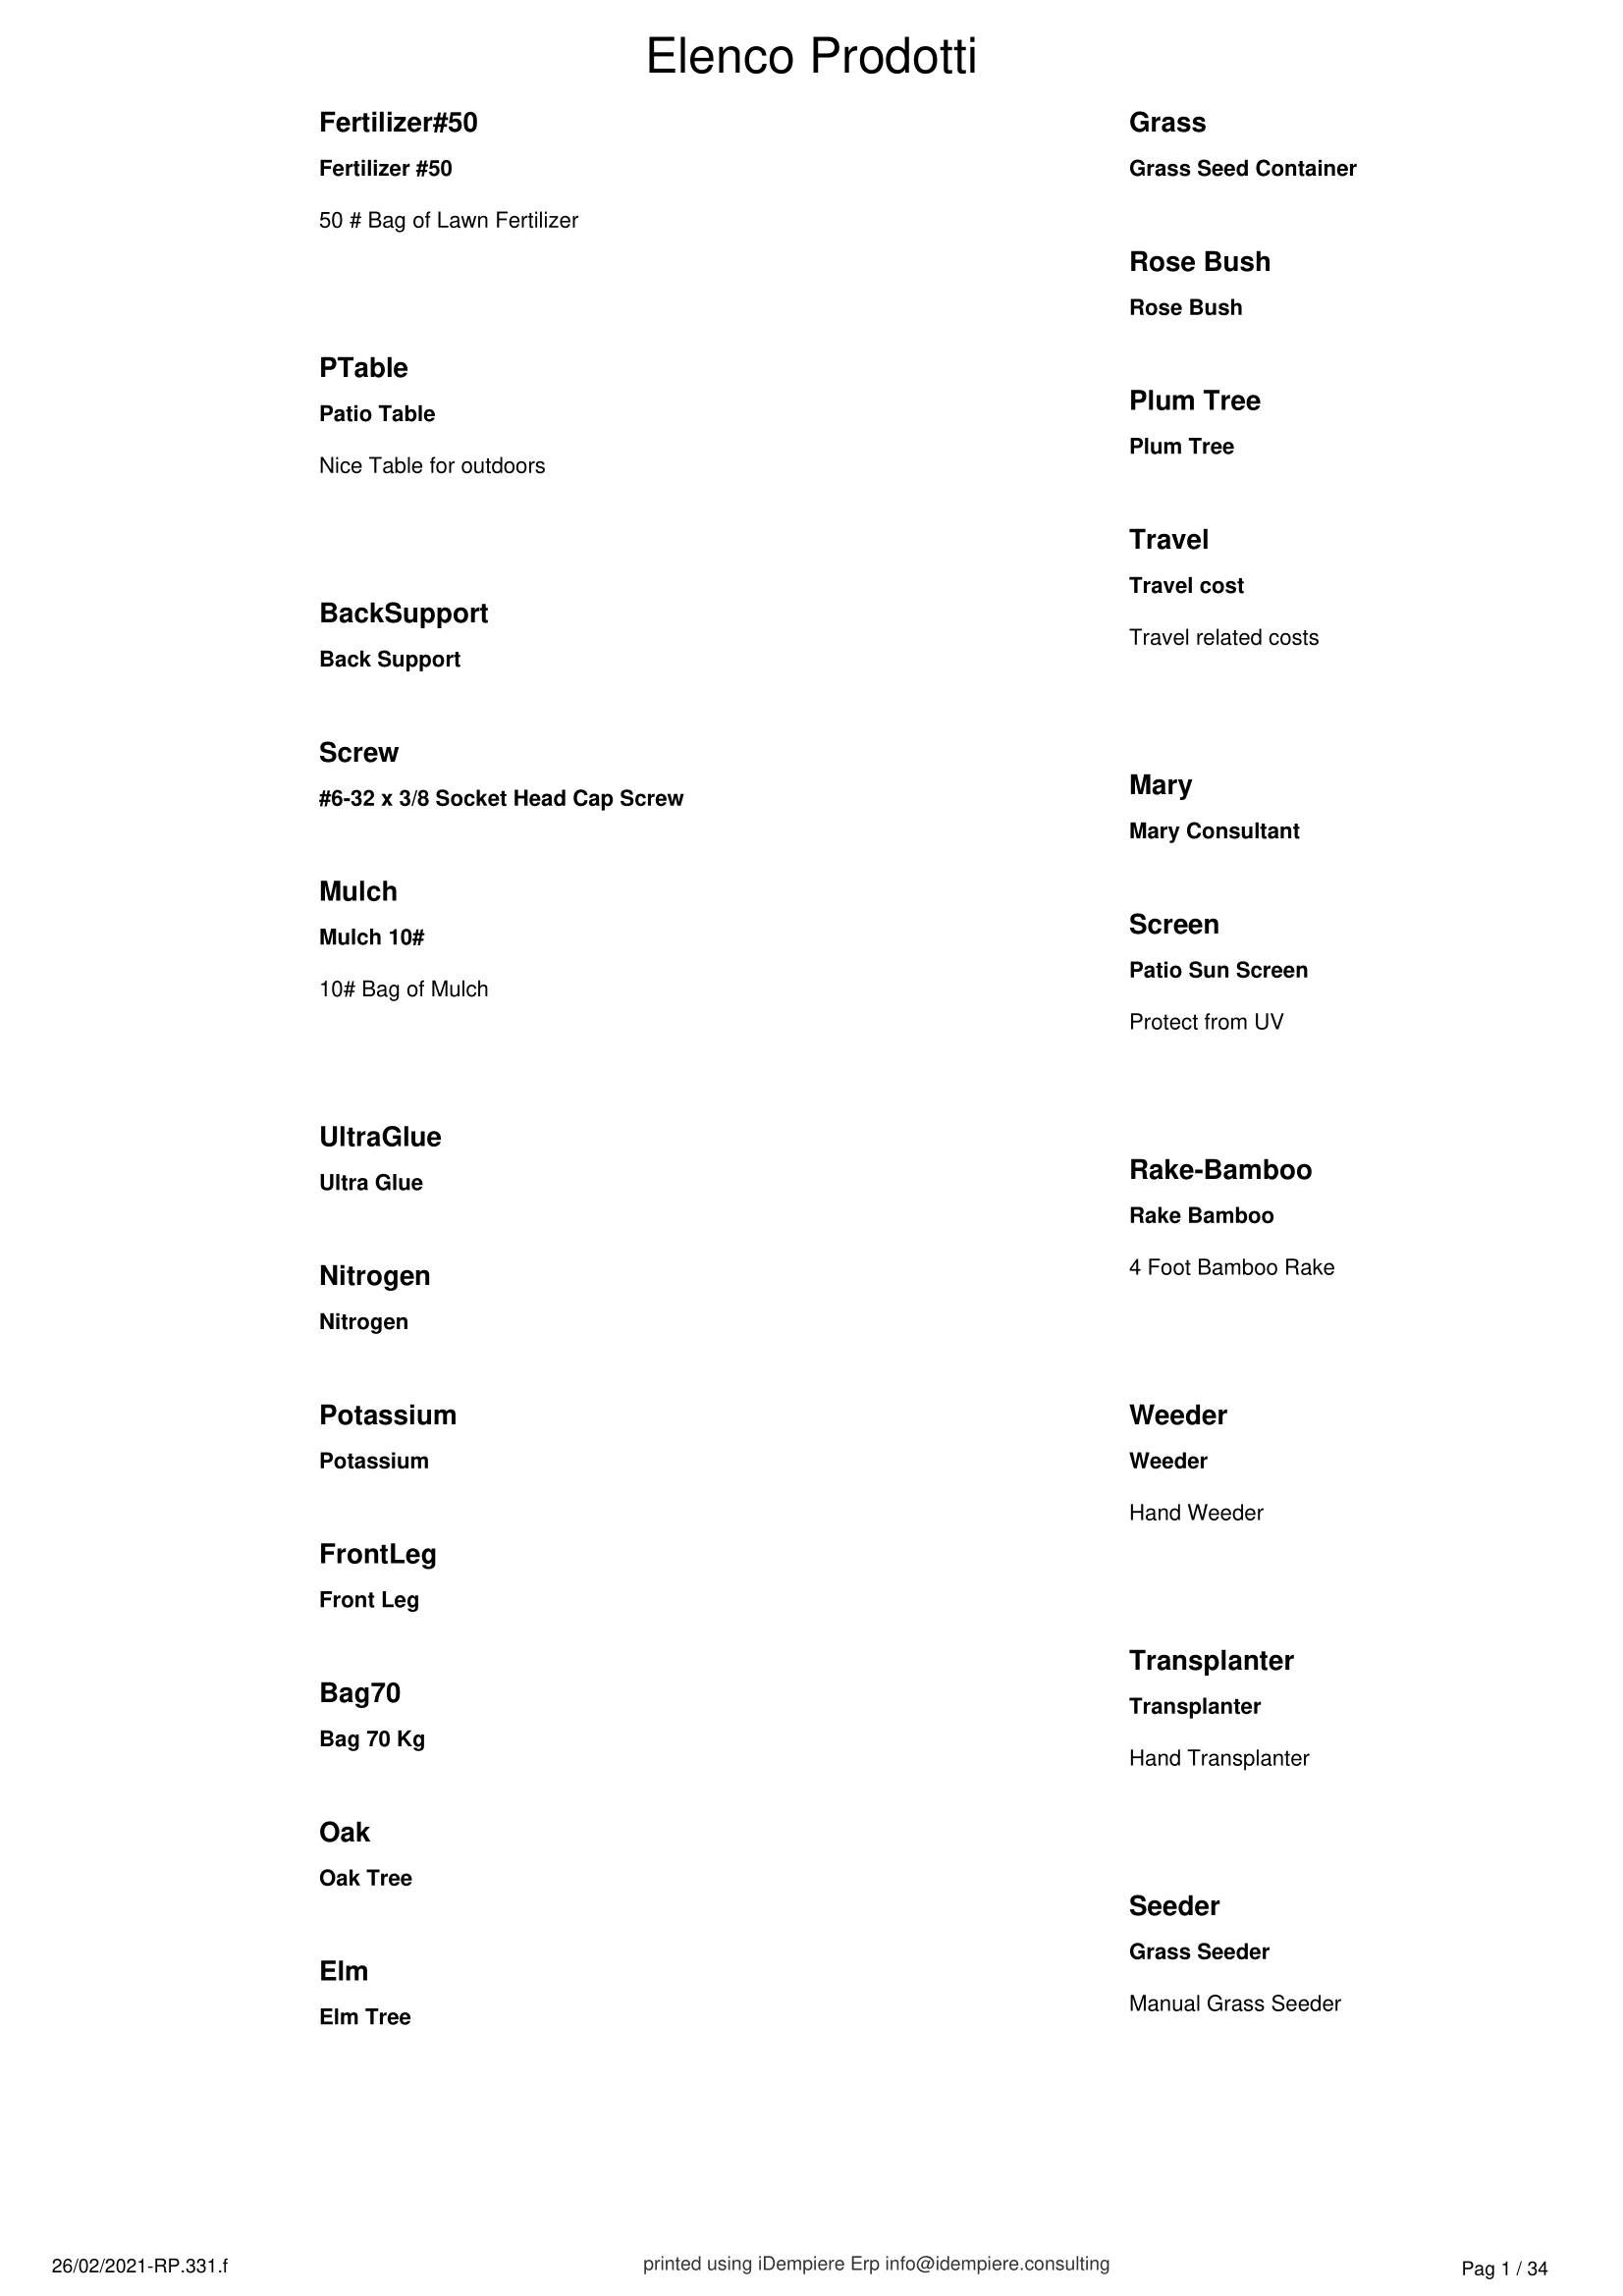 Elenco Prodotti
Fertilizer#50
Fertilizer #50
50 # Bag of Lawn Fertilizer
PTable
Patio Table
Nice Table for outdoors
BackSupport
Back Support
Screw
#6-32 x 3/8 Socket Head Cap Screw
Mulch
Mulch 10#
10# Bag of Mulch
UltraGlue
Ultra Glue
Nitrogen
Nitrogen
Potassium
Potassium
FrontLeg
Front Leg
Bag70
Bag 70 Kg
Oak
Oak Tree
Elm
Elm Tree
Grass
Grass Seed Container
Rose Bush
Rose Bush
Plum Tree
Plum Tree
Travel
Travel cost
Travel related costs
Mary
Mary Consultant
Screen
Patio Sun Screen
Protect from UV
Rake-Bamboo
Rake Bamboo
4 Foot Bamboo Rake
Weeder
Weeder
Hand Weeder
Transplanter
Transplanter
Hand Transplanter
Seeder
Grass Seeder
Manual Grass Seeder
26/02/2021-RP.331.f
printed using iDempiere Erp info@idempiere.consulting
Pag 1 / 34